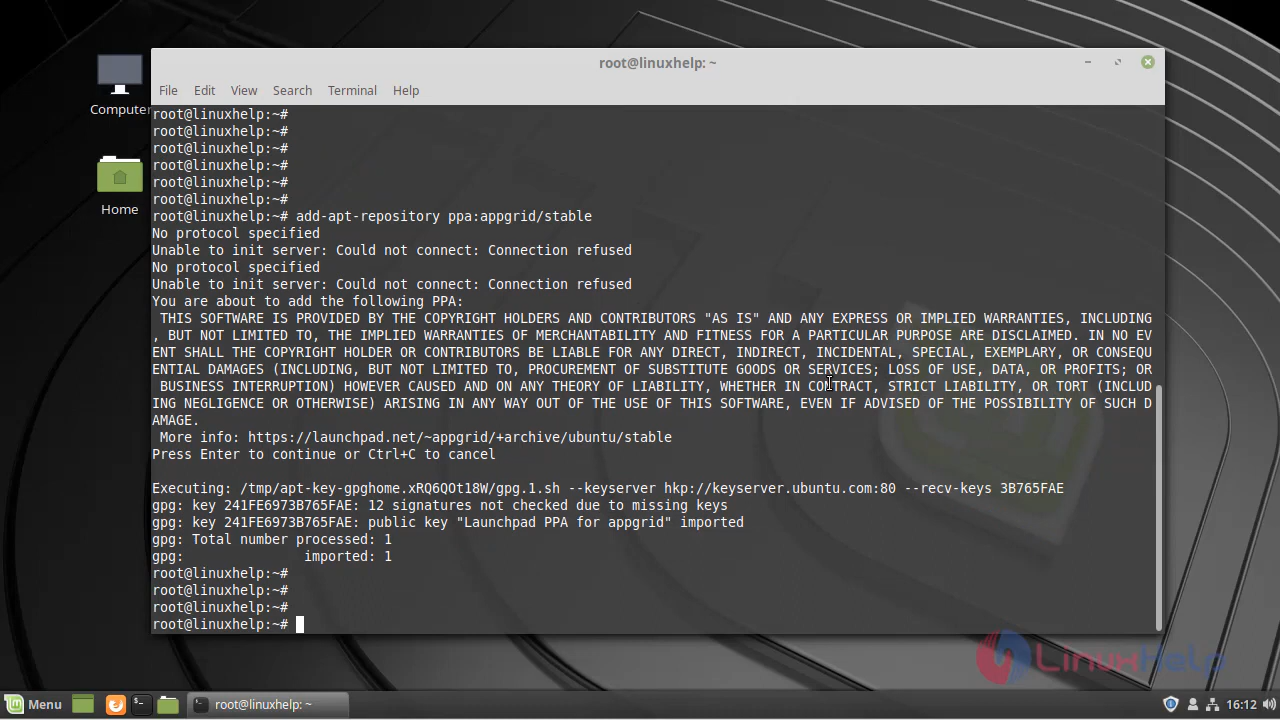 root@linuxhelp: ~
File Edit View Search Terminal Help
Computer
Home
root@linuxhelp:~#
root@linuxhelp:~#
root@linuxhelp:~#
root@linuxhelp:~#
root@linuxhelp:~#
root@linuxhelp:~#
root@linuxhelp:~# add-apt-repository ppa:appgrid/stable
No protocol specified
Unable to init server: Could not connect: Connection refused
No protocol specified
Unable to init server: Could not connect: Connection refused
You are about to add the following PPA:
THIS SOFTWARE IS PROVIDED BY THE COPYRIGHT HOLDERS AND CONTRIBUTORS "AS IS" AND ANY EXPRESS OR IMPLIED WARRANTIES, INCLUDING
, BUT NOT LIMITED TO, THE IMPLIED WARRANTIES OF MERCHANTABILITY AND FITNESS FOR A PARTICULAR PURPOSE ARE DISCLAIMED. IN NO EV
ENT SHALL THE COPYRIGHT HOLDER OR CONTRIBUTORS BE LIABLE FOR ANY DIRECT, INDIRECT, INCIDENTAL, SPECIAL, EXEMPLARY, OR CONSEQU
ENTIAL DAMAGES (INCLUDING, BUT NOT LIMITED TO, PROCUREMENT OF SUBSTITUTE GOODS OR SERVICES; LOSS OF USE, DATA, OR PROFITS; OR
BUSINESS INTERRUPTION) HOWEVER CAUSED AND ON ANY THEORY OF LIABILITY, WHETHER IN CONTRACT, STRICT LIABILITY, OR TORT (INCLUD
ING NEGLIGENCE OR OTHERWISE) ARISING IN ANY WAY OUT OF THE USE OF THIS SOFTWARE, EVEN IF ADVISED OF THE POSSIBILITY OF SUCH D
AMAGE.
More info: https://launchpad.net/~appgrid/+archive/ubuntu/stable
Press Enter to continue or Ctrl+C to cancel
Executing: /tmp/apt-key-gpghome.xRQ6QOt18W/gpg.1.sh --keyserver hkp://keyserver.ubuntu.com:80 --recv-keys 3B765FAE
gpg: key 241FE6973B765FAE: 12 signatures not checked due to missing keys
gpg: key 241FE6973B765FAE: public key "Launchpad PPA for appgrid" imported
gpg: Total number processed: 1
gpg: imported: 1
root@linuxhelp:~#
root@linuxhelp:~#
root@linuxhelp:~#
root@linuxhelp:~#
LinuxHelp
Menu root@linuxhelp: ~ 16:12